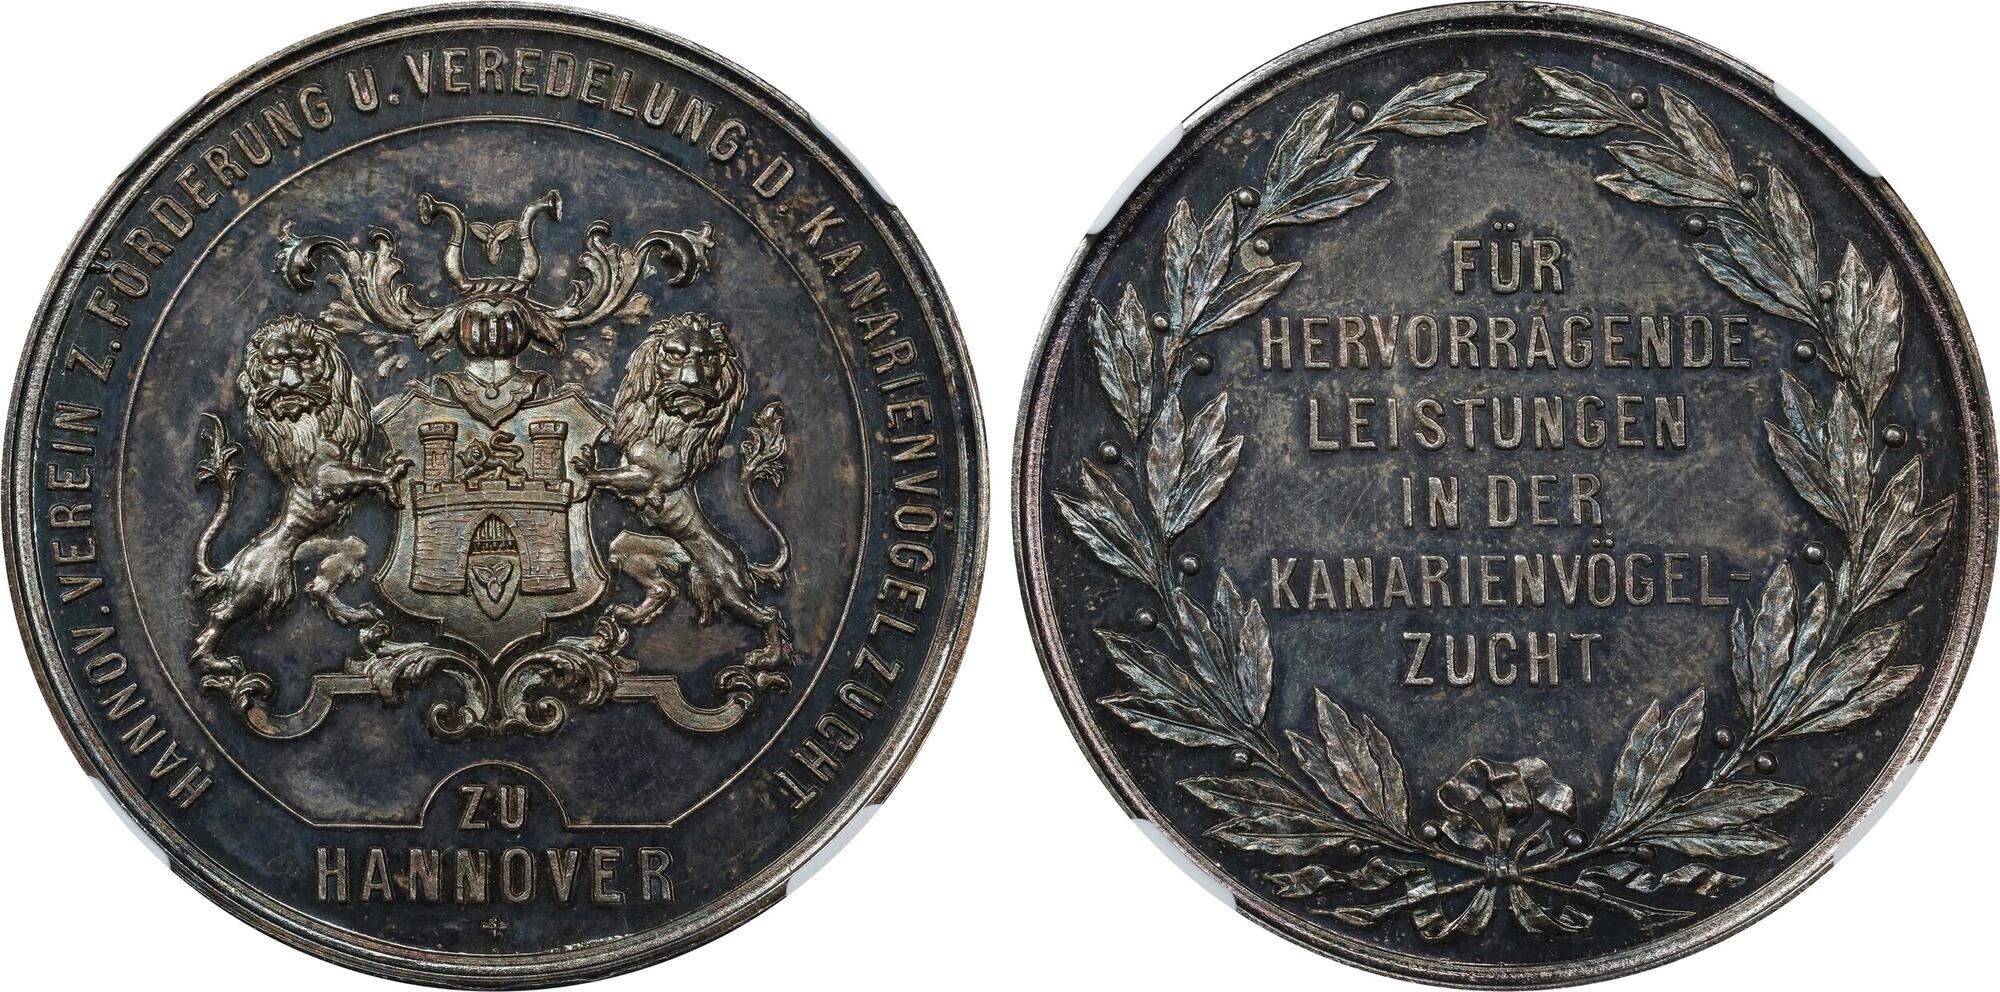 HANNOV. VEREIN Z. FÖRDERUNG U. VEREDELUNG D. KANARIENVÖGELZUCHT
ZU
HANNOVER
FÜR
HERVORRAGENDE
LEISTUNGEN
IN DER
KANARIENVÖGEL-
ZUCHT